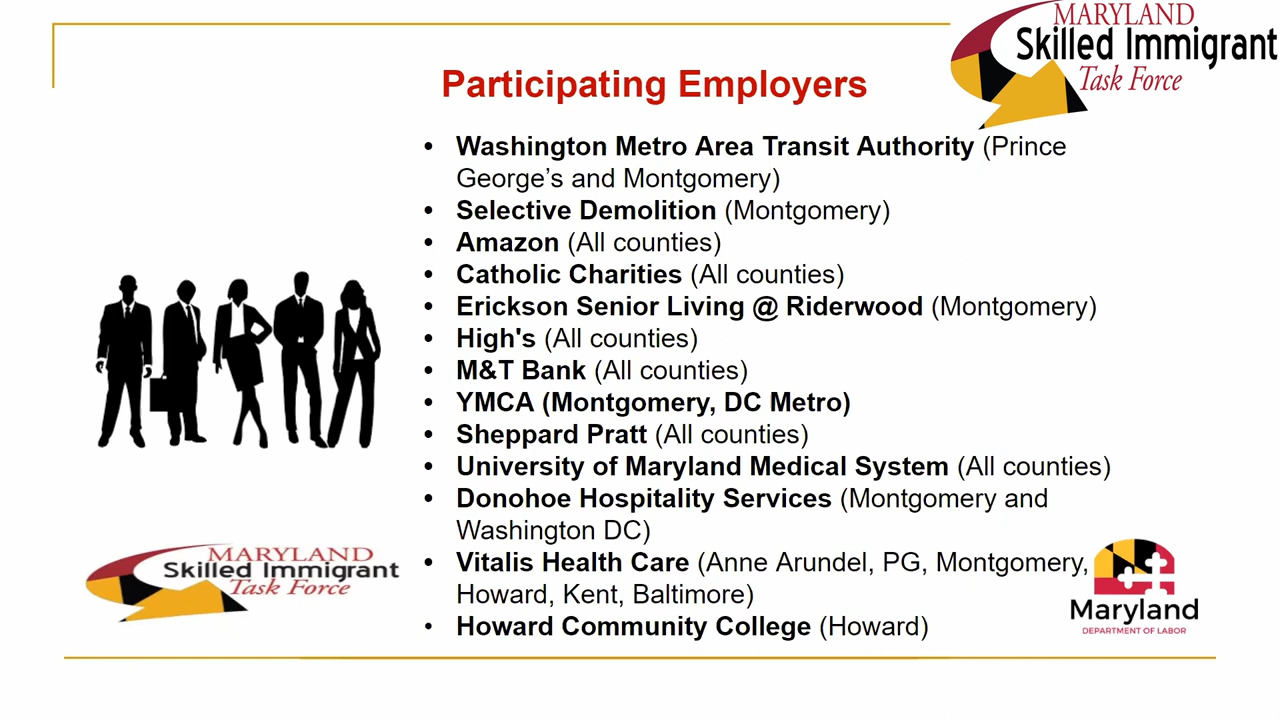 MARYLAND
Skilled Immigrant
Task Force
Participating Employers
• Washington Metro Area Transit Authority (Prince
George’s and Montgomery)
• Selective Demolition (Montgomery)
• Amazon (All counties)
• Catholic Charities (All counties)
• Erickson Senior Living @ Riderwood (Montgomery)
• High's (All counties)
• M&T Bank (All counties)
• YMCA (Montgomery, DC Metro)
• Sheppard Pratt (All counties)
• University of Maryland Medical System (All counties)
• Donohoe Hospitality Services (Montgomery and
Washington DC)
• Vitalis Health Care (Anne Arundel, PG, Montgomery,
Howard, Kent, Baltimore)
• Howard Community College (Howard)
MARYLAND
Skilled Immigrant
Task Force
Maryland
DEPARTMENT OF LABOR